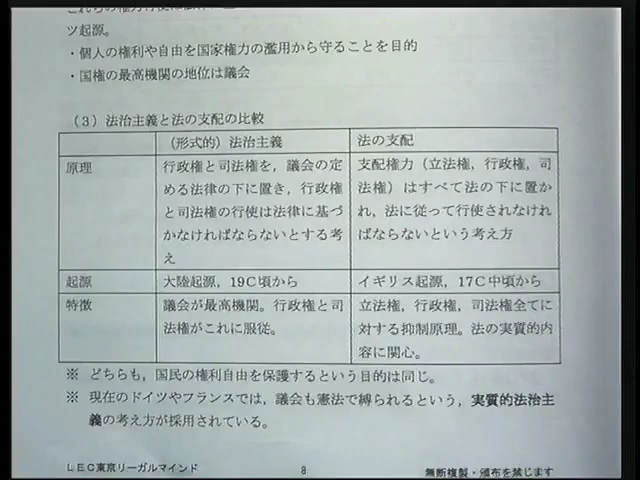 ツ起源。
・個人の権利や自由を国家権力の濫用から守ることを目的
・国権の最高機関の地位は議会
（3）法治主義と法の支配の比較
（形式的）法治主義
法の支配
原理
行政権と司法権を，議会の定
める法律の下に置き，行政権
と司法権の行使は法律に基づ
かなければならないとする考
え
支配権力（立法権，行政権，司
法権）はすべて法の下に置か
れ，法に従って行使されなけれ
ばならないという考え方
起源
大陸起源，19C頃から
イギリス起源，17C中頃から
特徴
議会が最高機関。行政権と司
法権がこれに服従。
立法権，行政権，司法権全てに
対する抑制原理。法の実質的内
容に関心。
※ どちらも，国民の権利自由を保護するという目的は同じ。
※ 現在のドイツやフランスでは，議会も憲法で縛られるという，実質的法治主
義の考え方が採用されている。
LEC東京リーガルマインド
8
無断複製・頒布を禁じます